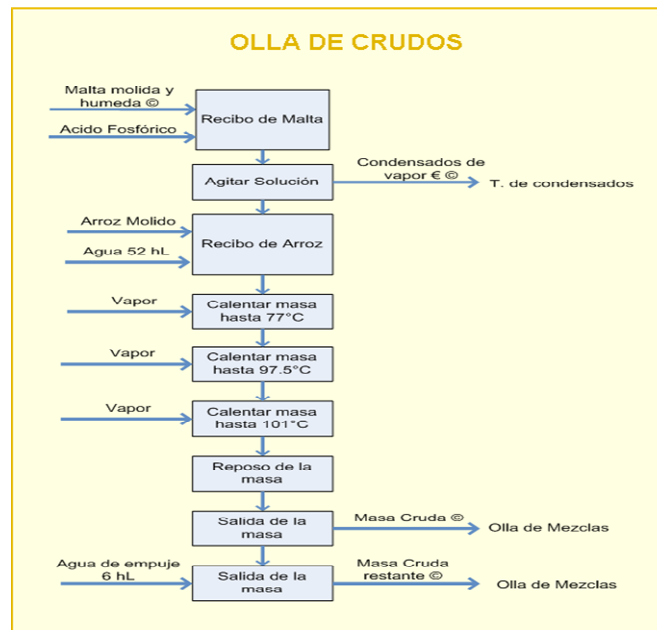 OLLA DE CRUDOS
Malta molida y
humeda ©
Acido Fosfórico
Recibo de Malta
Agitar Solución
Condensados de
vapor € ©
T. de condensados
Arroz Molido
Agua 52 hL
Recibo de Arroz
Vapor
Calentar masa
hasta 77°C
Vapor
Calentar masa
hasta 97.5°C
Vapor
Calentar masa
hasta 101°C
Reposo de la
masa
Salida de la
masa
Masa Cruda ©
Olla de Mezclas
Agua de empuje
6 hL
Salida de la
masa
Masa Cruda
restante ©
Olla de Mezclas